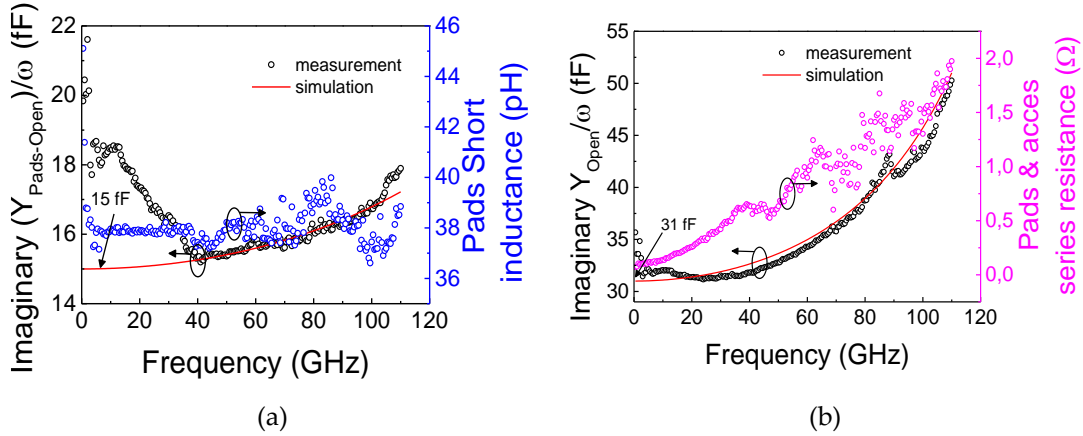 (a)
Imaginary (Y_Pads-Open)/ω (fF)
22
20
18
16
14
measurement
simulation
15 fF
46
44
42
40
38
36
Pads Short
inductance (pH)
0 20 40 60 80 100 120
Frequency (GHz)
(a)
(b)
Imaginary Y_Open/ω (fF)
55
50
45
40
35
30
measurement
simulation
31 fF
2,0
1,5
1,0
0,5
0,0
Pads & acces
series resistance (Ω)
0 20 40 60 80 100 120
Frequency (GHz)
(b)